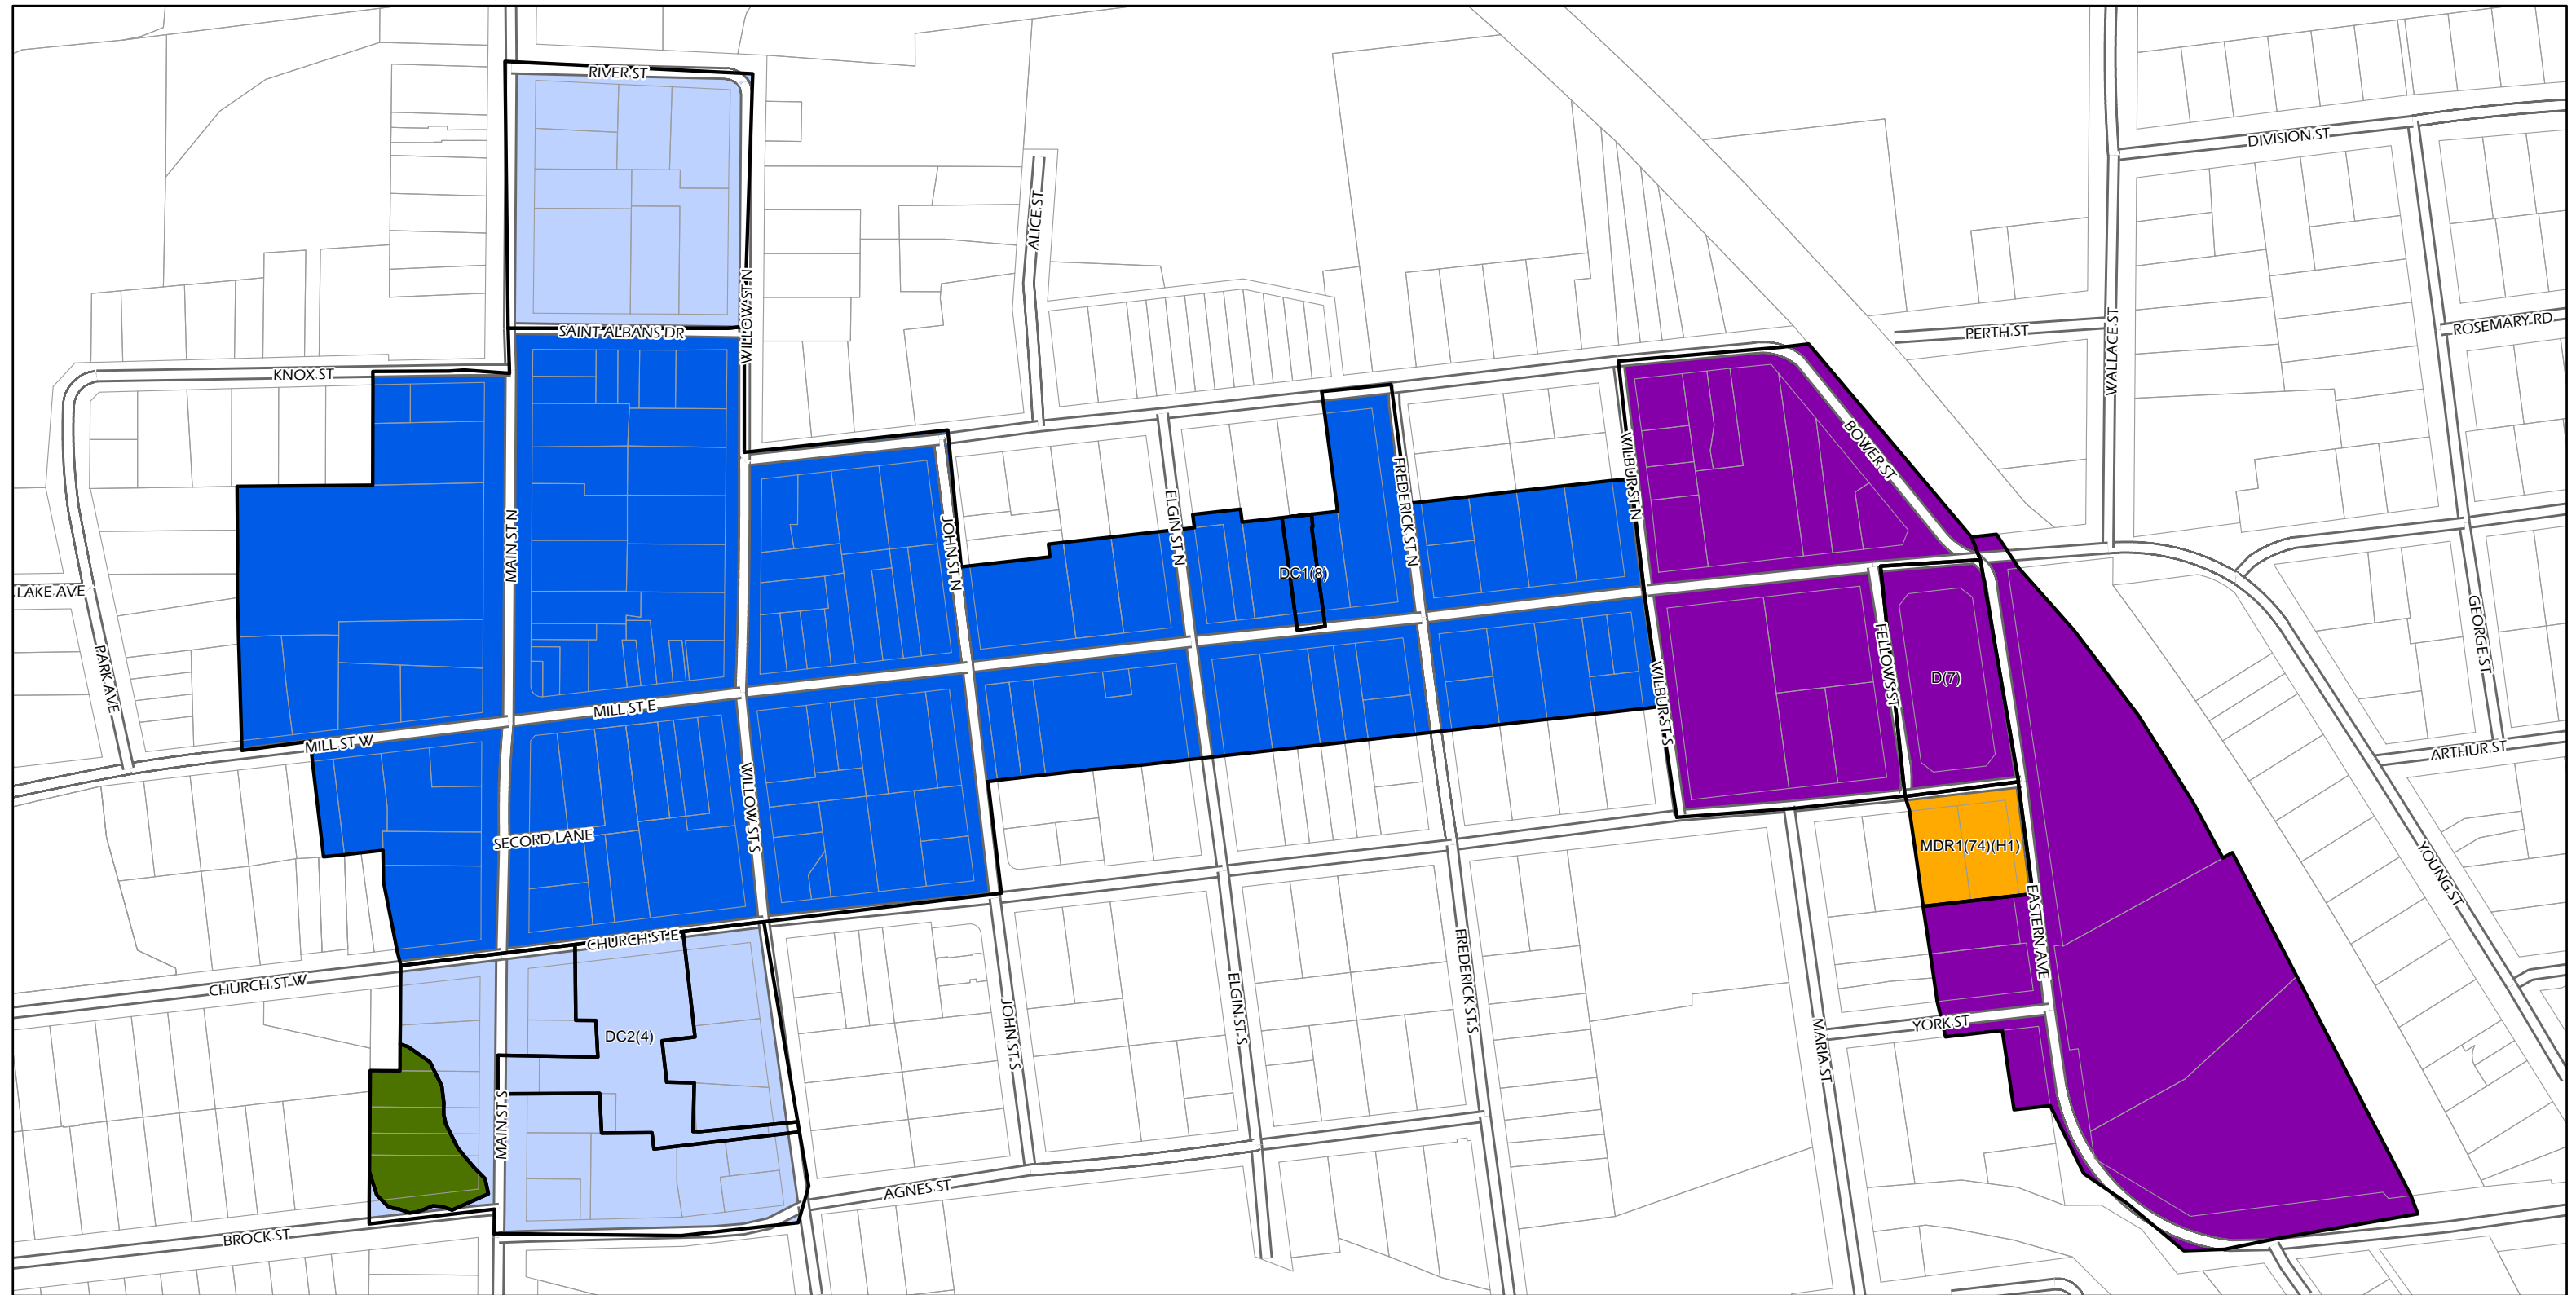 RIVER ST
DIVISION ST
ALICE ST
WILLOW ST N
SAINT ALBANS DR
PERTH ST
WALLACE ST
ROSEMARY RD
KNOX ST
BOWER ST
WILBUR ST N
FREDERICK ST N
ELGIN ST N
MAIN ST N
JOHN ST N
DC1(8)
LAKE AVE
GEORGE ST
PARK AVE
FELLOWS ST
D(7)
WILBUR ST S
MILL ST E
MILL ST W
ARTHUR ST
WILLOW ST S
SECORD LANE
MDR1(74)(H1)
YOUNG ST
EASTERN AVE
CHURCH ST E
CHURCH ST W
FREDERICK ST S
ELGIN ST S
JOHN ST S
DC2(4)
YORK ST
MARIA ST
MAIN ST S
AGNES ST
BROCK ST